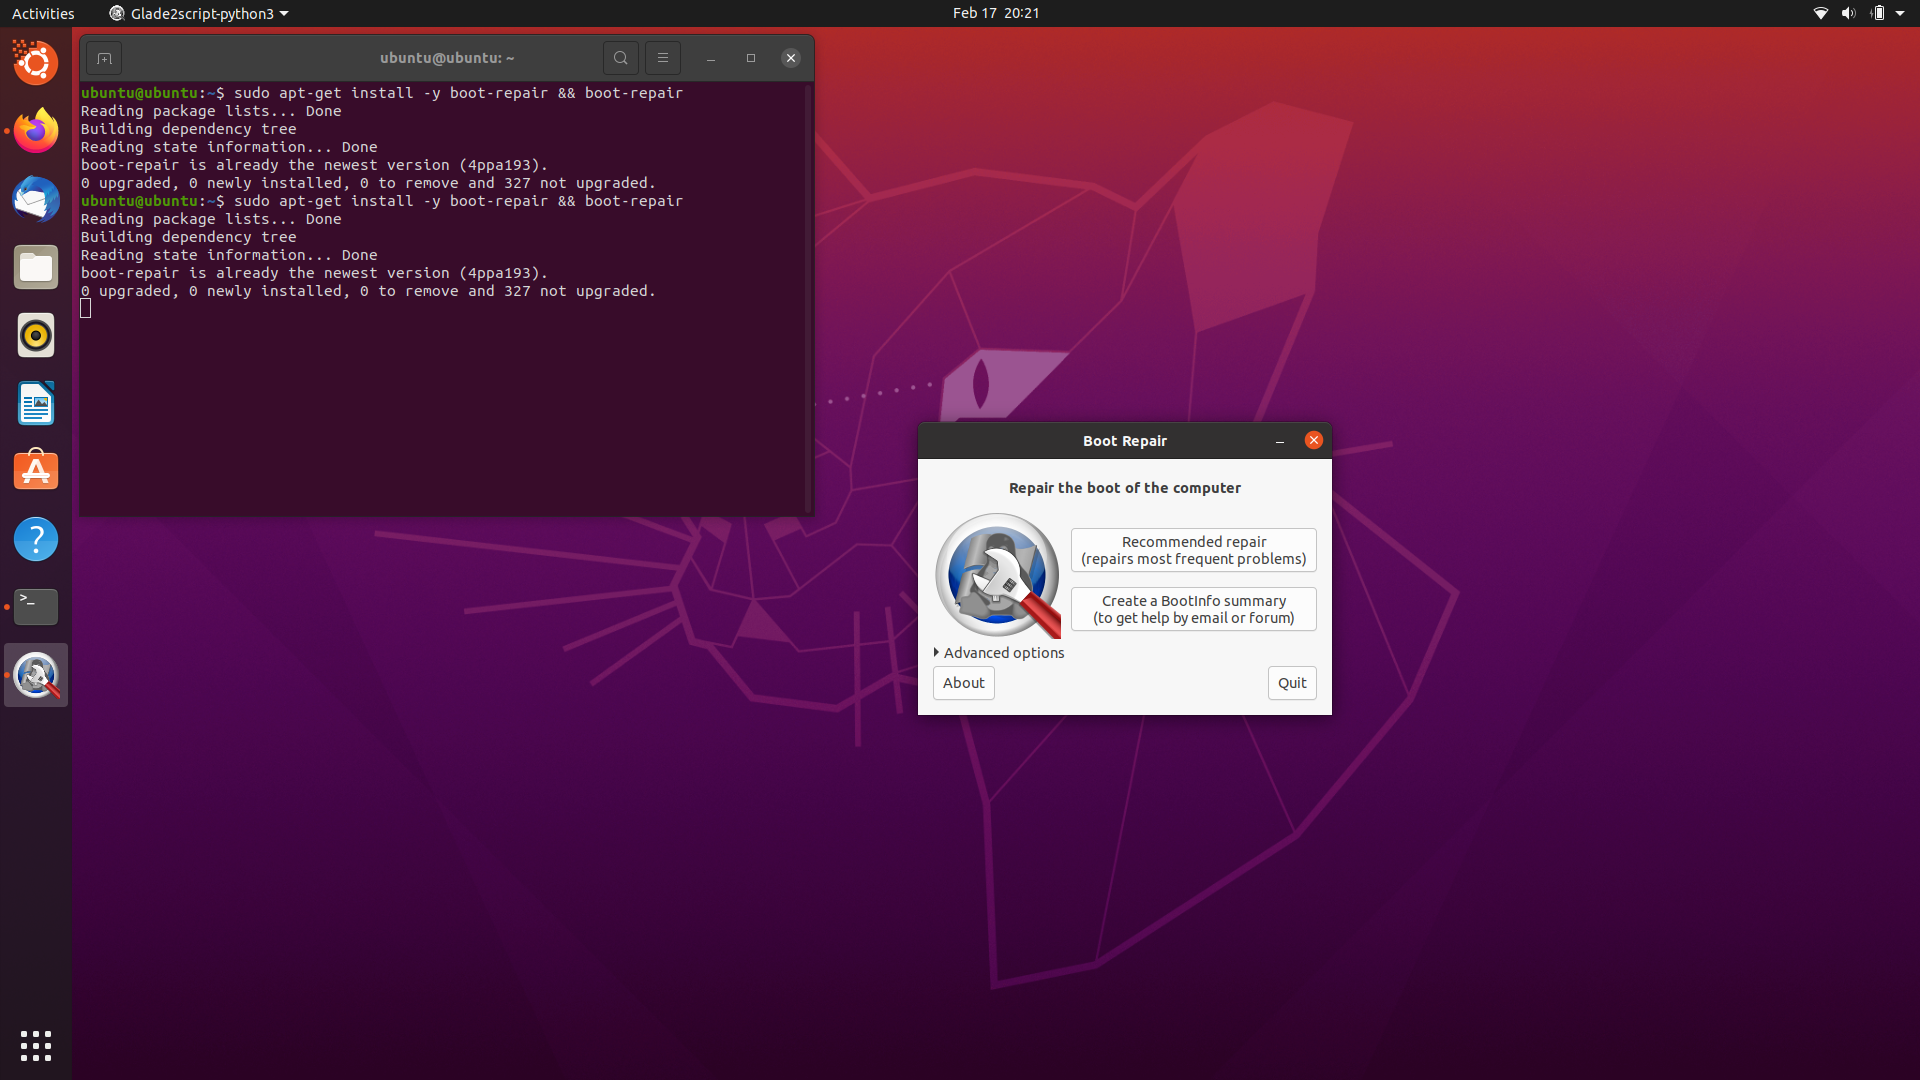 Activities
Glade2script-python3
Feb 17 20:21
ubuntu@ubuntu: ~
ubuntu@ubuntu:~$ sudo apt-get install -y boot-repair && boot-repair
Reading package lists... Done
Building dependency tree
Reading state information... Done
boot-repair is already the newest version (4ppa193).
0 upgraded, 0 newly installed, 0 to remove and 327 not upgraded.
ubuntu@ubuntu:~$ sudo apt-get install -y boot-repair && boot-repair
Reading package lists... Done
Building dependency tree
Reading state information... Done
boot-repair is already the newest version (4ppa193).
0 upgraded, 0 newly installed, 0 to remove and 327 not upgraded.
Boot Repair
Repair the boot of the computer
Recommended repair
(repairs most frequent problems)
Create a BootInfo summary
(to get help by email or forum)
Advanced options
About
Quit